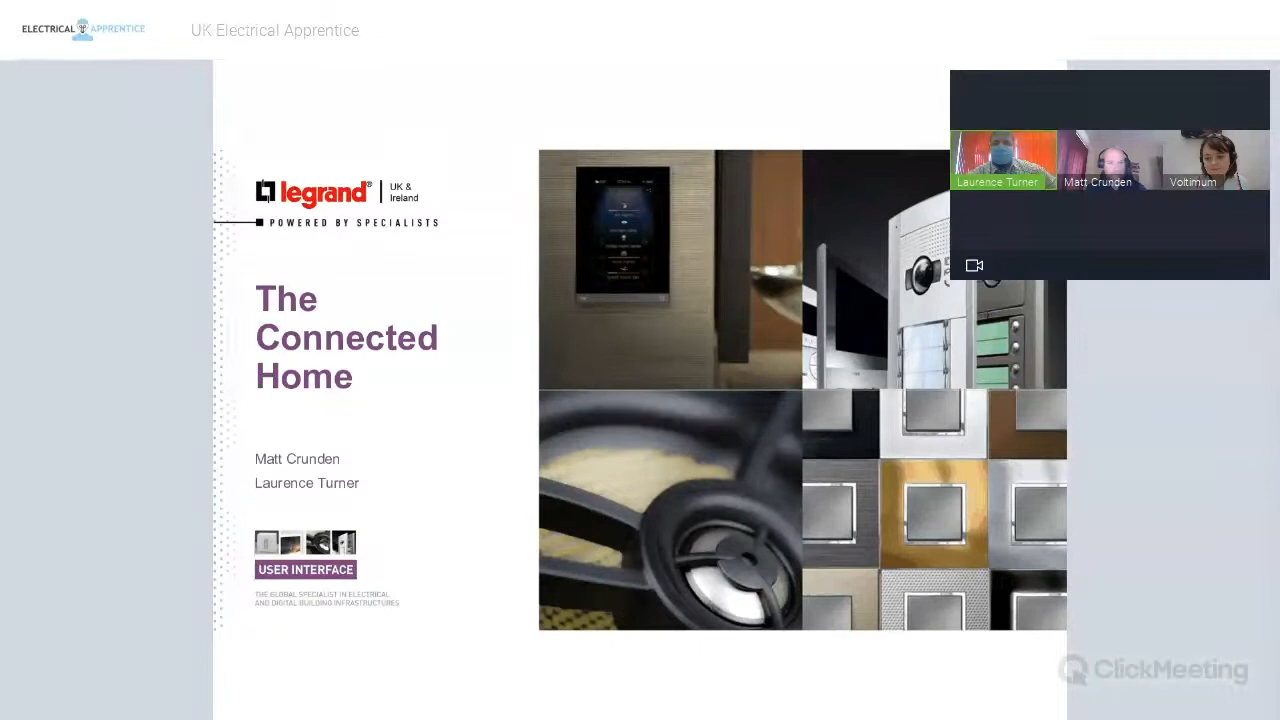 ELECTRICAL APPRENTICE
UK Electrical Apprentice
legrand®
UK &
Ireland
POWERED BY SPECIALISTS
The
Connected
Home
Matt Crunden
Laurence Turner
USER INTERFACE
THE GLOBAL SPECIALIST IN ELECTRICAL
AND DIGITAL BUILDING INFRASTRUCTURES
Laurence Turner
Matt Crunden
Voltimum
ClickMeeting